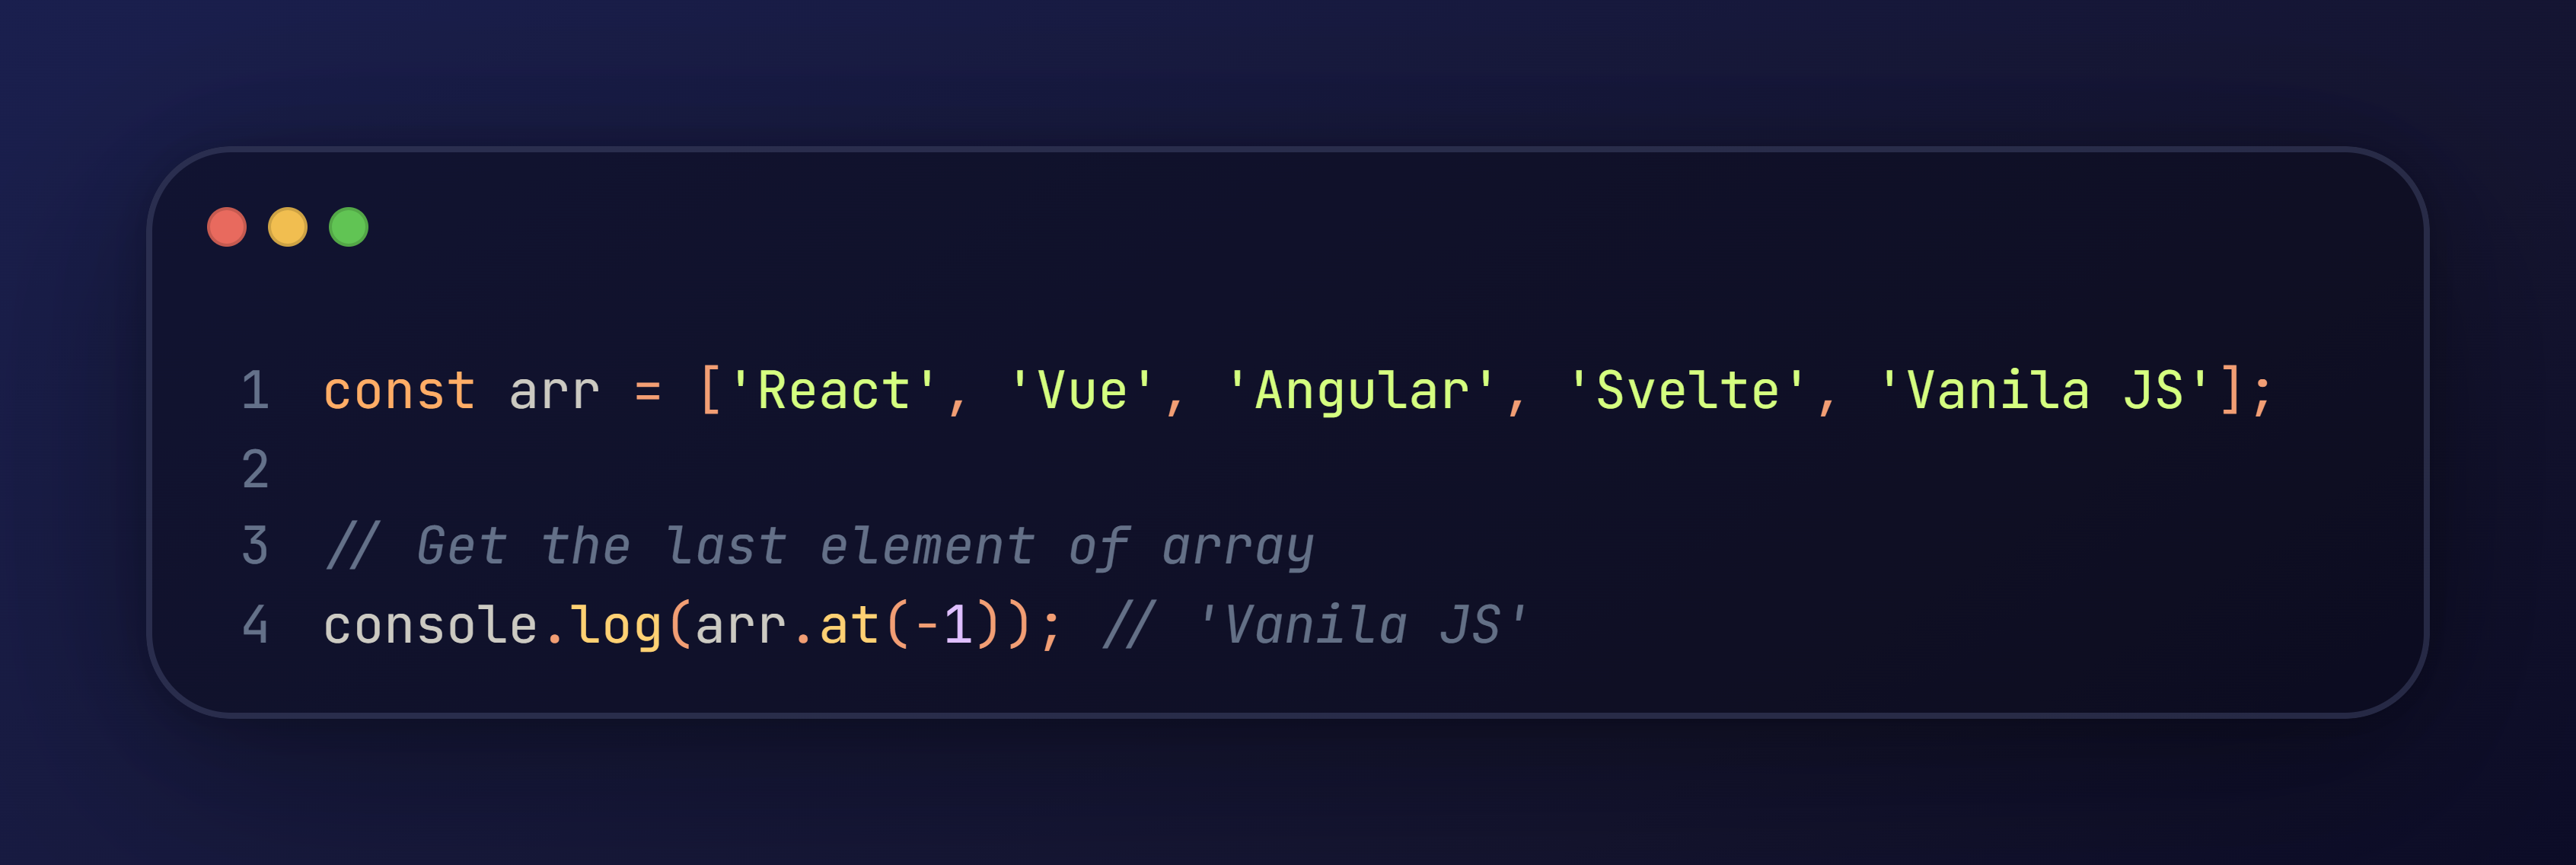 1 const arr = ['React', 'Vue', 'Angular', 'Svelte', 'Vanila JS'];
2
3 // Get the last element of array
4 console.log(arr.at(-1)); // 'Vanila JS'